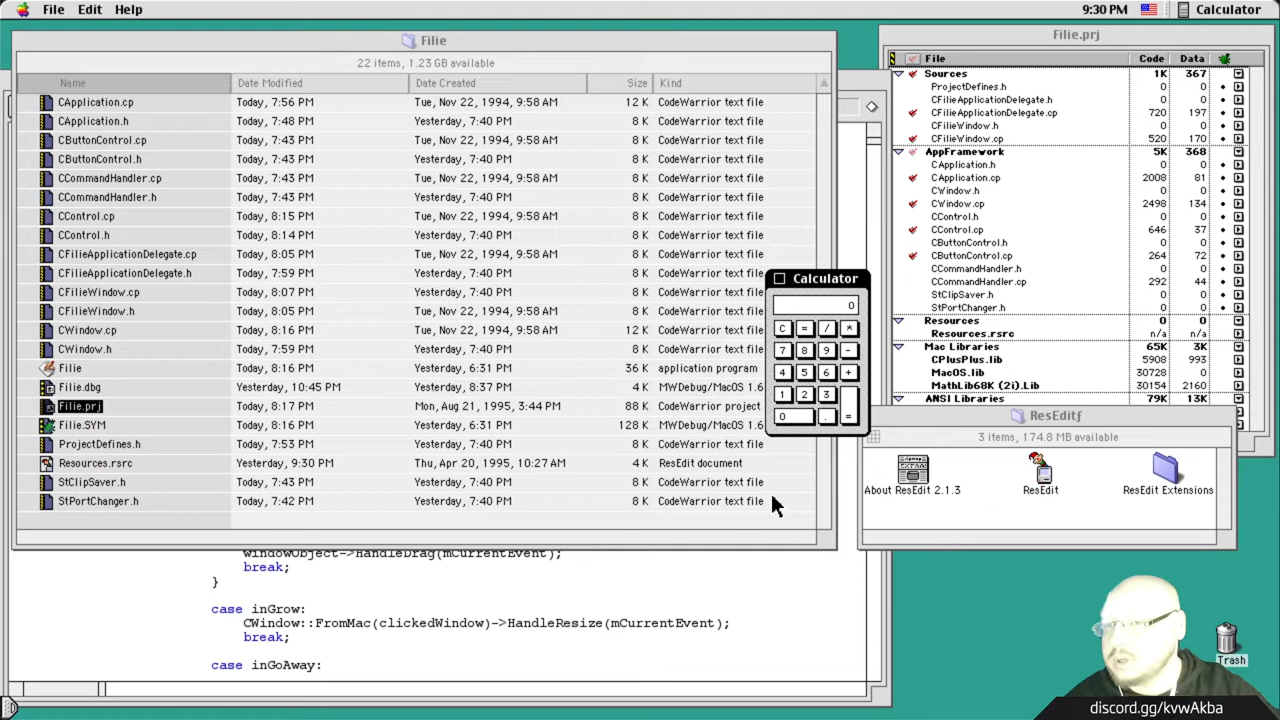 File Edit Help
9:30 PM Calculator
Filie
22 items, 1.23 GB available
Name Date Modified Date Created Size Kind
CApplication.cp Today, 7:56 PM Tue, Nov 22, 1994, 9:58 AM 12 K CodeWarrior text file
CApplication.h Today, 7:48 PM Yesterday, 7:40 PM 8 K CodeWarrior text file
CButtonControl.cp Today, 7:43 PM Tue, Nov 22, 1994, 9:58 AM 8 K CodeWarrior text file
CButtonControl.h Today, 7:43 PM Yesterday, 7:40 PM 8 K CodeWarrior text file
CCommandHandler.cp Today, 7:43 PM Tue, Nov 22, 1994, 9:58 AM 8 K CodeWarrior text file
CCommandHandler.h Today, 7:43 PM Yesterday, 7:40 PM 8 K CodeWarrior text file
CControl.cp Today, 8:15 PM Tue, Nov 22, 1994, 9:58 AM 8 K CodeWarrior text file
CControl.h Today, 8:14 PM Yesterday, 7:40 PM 8 K CodeWarrior text file
CFilieApplicationDelegate.cp Today, 8:05 PM Tue, Nov 22, 1994, 9:58 AM 8 K CodeWarrior text file
CFilieApplicationDelegate.h Today, 7:59 PM Yesterday, 7:40 PM 8 K CodeWarrior text file
CFilieWindow.cp Today, 8:07 PM Tue, Nov 22, 1994, 9:58 AM 8 K CodeWarrior text file
CFilieWindow.h Today, 8:05 PM Tue, Nov 22, 1994, 9:58 AM 8 K CodeWarrior text file
CWindow.cp Today, 8:16 PM Tue, Nov 22, 1994, 9:58 AM 12 K CodeWarrior text file
CWindow.h Today, 7:59 PM Yesterday, 7:40 PM 8 K CodeWarrior text file
Filie Today, 8:16 PM Yesterday, 6:31 PM 36 K application program
Filie.dbg Yesterday, 10:45 PM Yesterday, 8:37 PM 4 K MWDebug/MacOS 1.6
Filie.prj Today, 8:17 PM Mon, Aug 21, 1995, 3:44 PM 88 K CodeWarrior project
Filie.SYM Today, 8:16 PM Yesterday, 6:31 PM 128 K MWDebug/MacOS 1.6
ProjectDefines.h Today, 7:53 PM Yesterday, 7:40 PM 8 K CodeWarrior text file
Resources.rsrc Yesterday, 9:30 PM Thu, Apr 20, 1995, 10:27 AM 4 K ResEdit document
StClipSaver.h Today, 7:42 PM Yesterday, 7:40 PM 8 K CodeWarrior text file
StPortChanger.h Today, 7:42 PM Yesterday, 7:40 PM 8 K CodeWarrior text file
windowObject->HandleDrag(mCurrentEvent);
break;
}
case inGrow:
CWindow::FromMac(clickedWindow)->HandleResize(mCurrentEvent);
break;
case inGoAway:
Calculator
0
C = / *
7 8 9 -
4 5 6 +
1 2 3
0 . =
Filie.prj
File Code Data
Sources 1K 367
ProjectDefines.h 0 0
CFilieApplicationDelegate.h 0 0
CFilieApplicationDelegate.cp 720 197
CFilieWindow.h 0 0
CFilieWindow.cp 520 170
AppFramework 5K 368
CApplication.h 0 0
CApplication.cp 2008 81
CWindow.h 0 0
CWindow.cp 2498 134
CControl.h 0 0
CControl.cp 646 37
CButtonControl.h 0 0
CButtonControl.cp 264 72
CCommandHandler.h 0 0
CCommandHandler.cp 292 44
StClipSaver.h 0 0
StPortChanger.h 0 0
Resources 0 0
Resources.rsrc n/a n/a
Mac Libraries 65K 3K
CPlusPlus.lib 5908 993
MacOS.lib 30728 0
MathLib68K (2i).Lib 30154 2160
ANSI Libraries 79K 13K
ResEdit ƒ
3 items, 174.8 MB available
About ResEdit 2.1.3 ResEdit ResEdit Extensions
Trash
discord.gg/kvwAkba